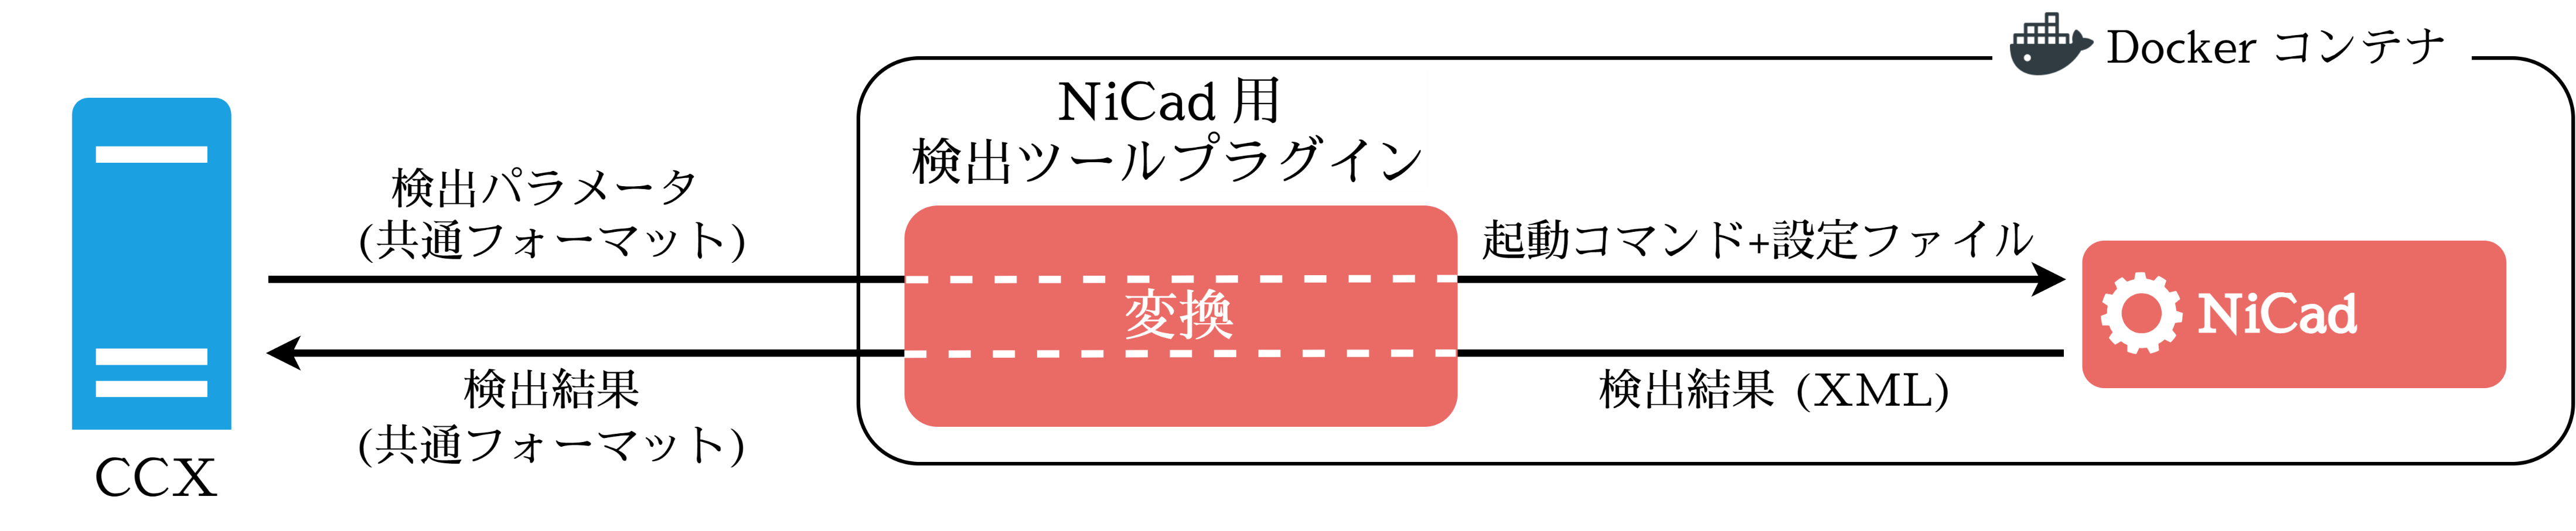 Docker コンテナ
NiCad 用
検出ツールプラグイン
検出パラメータ
(共通フォーマット)
起動コマンド+設定ファイル
変換
NiCad
検出結果
(共通フォーマット)
検出結果 (XML)
CCX